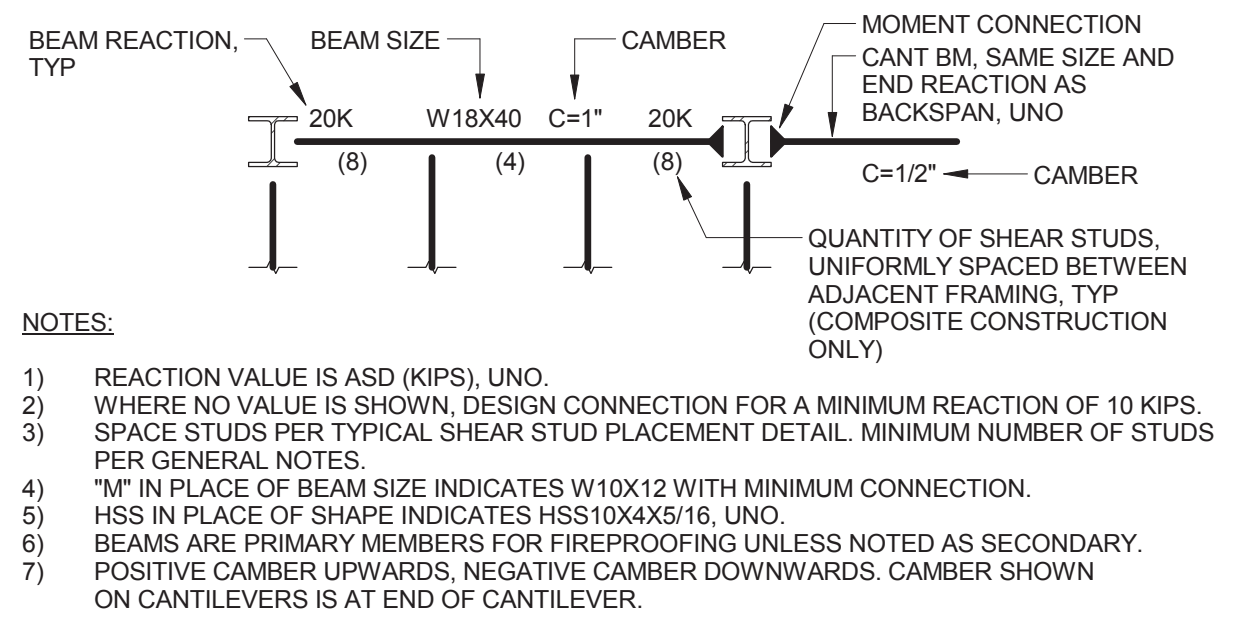 BEAM REACTION,
TYP
BEAM SIZE
CAMBER
MOMENT CONNECTION
CANT BM, SAME SIZE AND
END REACTION AS
BACKSPAN, UNO
20K
W18X40
C=1"
20K
(8)
(4)
(8)
C=1/2"
CAMBER
QUANTITY OF SHEAR STUDS,
UNIFORMLY SPACED BETWEEN
ADJACENT FRAMING, TYP
(COMPOSITE CONSTRUCTION
ONLY)
NOTES:
1) REACTION VALUE IS ASD (KIPS), UNO.
2) WHERE NO VALUE IS SHOWN, DESIGN CONNECTION FOR A MINIMUM REACTION OF 10 KIPS.
3) SPACE STUDS PER TYPICAL SHEAR STUD PLACEMENT DETAIL. MINIMUM NUMBER OF STUDS
PER GENERAL NOTES.
4) "M" IN PLACE OF BEAM SIZE INDICATES W10X12 WITH MINIMUM CONNECTION.
5) HSS IN PLACE OF SHAPE INDICATES HSS10X4X5/16, UNO.
6) BEAMS ARE PRIMARY MEMBERS FOR FIREPROOFING UNLESS NOTED AS SECONDARY.
7) POSITIVE CAMBER UPWARDS, NEGATIVE CAMBER DOWNWARDS. CAMBER SHOWN
ON CANTILEVERS IS AT END OF CANTILEVER.